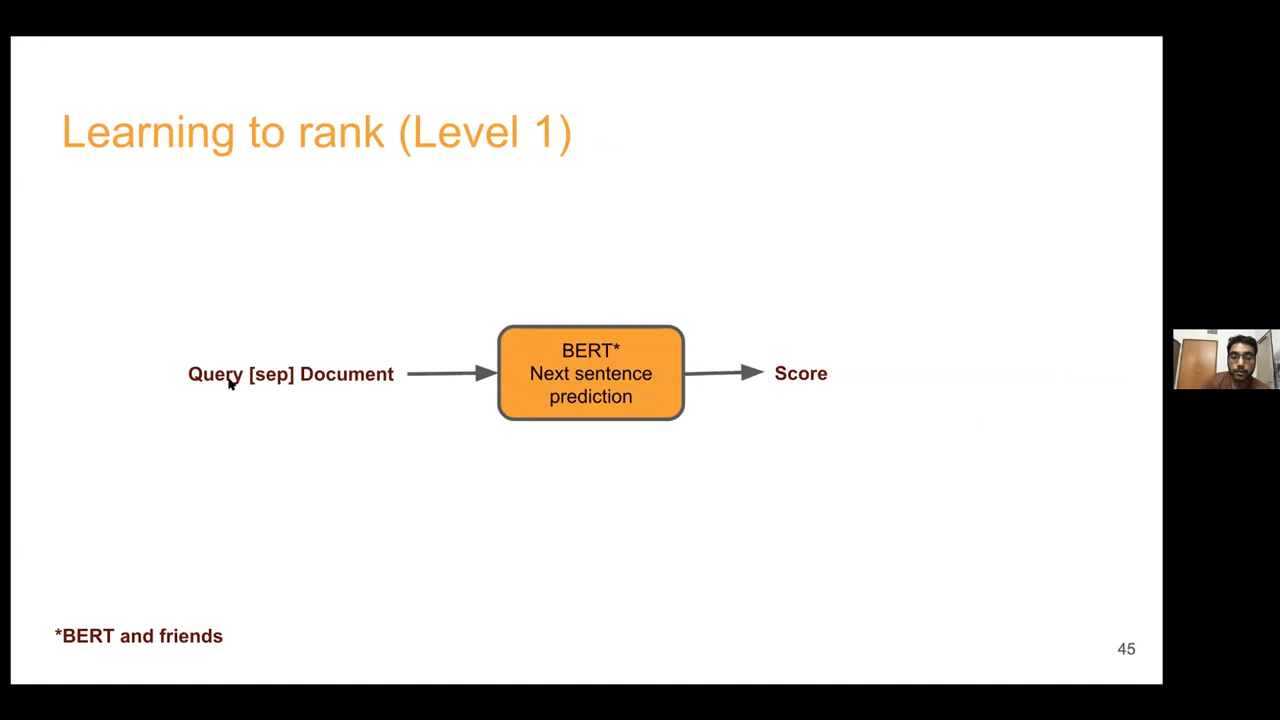 Learning to rank (Level 1)
Query [sep] Document
BERT*
Next sentence
prediction
Score
*BERT and friends
45